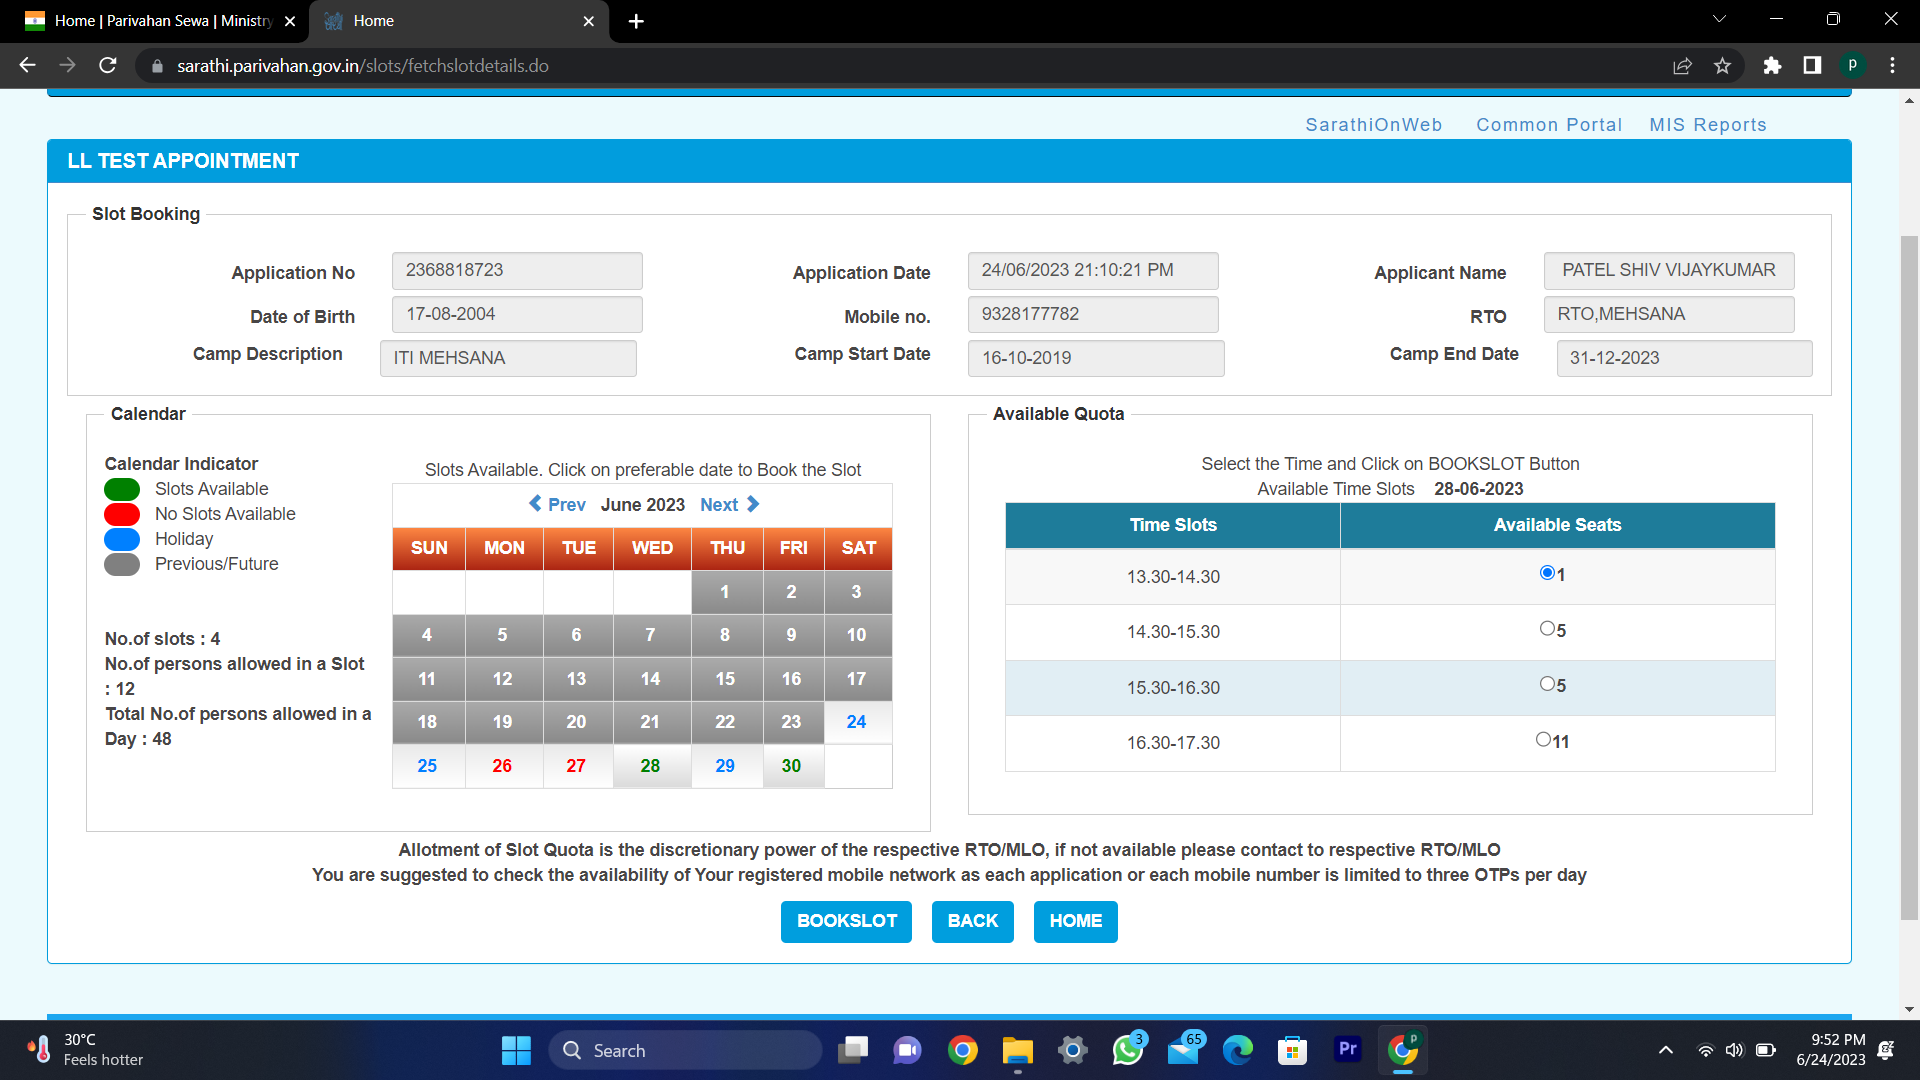 Home | Parivahan Sewa | Ministry
Home
sarathi.parivahan.gov.in/slots/fetchslotdetails.do
P
SarathiOnWeb Common Portal MIS Reports
LL TEST APPOINTMENT
Slot Booking
Application No 2368818723 Application Date 24/06/2023 21:10:21 PM Applicant Name PATEL SHIV VIJAYKUMAR
Date of Birth 17-08-2004 Mobile no. 9328177782 RTO RTO,MEHSANA
Camp Description ITI MEHSANA Camp Start Date 16-10-2019 Camp End Date 31-12-2023
Calendar
Calendar Indicator
Slots Available
No Slots Available
Holiday
Previous/Future
No.of slots : 4
No.of persons allowed in a Slot
: 12
Total No.of persons allowed in a
Day : 48
Slots Available. Click on preferable date to Book the Slot
Prev June 2023 Next
SUN MON TUE WED THU FRI SAT
1 2 3
4 5 6 7 8 9 10
11 12 13 14 15 16 17
18 19 20 21 22 23 24
25 26 27 28 29 30
Available Quota
Select the Time and Click on BOOKSLOT Button
Available Time Slots 28-06-2023
Time Slots Available Seats
13.30-14.30 1
14.30-15.30 5
15.30-16.30 5
16.30-17.30 11
Allotment of Slot Quota is the discretionary power of the respective RTO/MLO, if not available please contact to respective RTO/MLO
You are suggested to check the availability of Your registered mobile network as each application or each mobile number is limited to three OTPs per day
BOOKSLOT BACK HOME
30°C
Feels hotter
Search
3
65
Pr
P
9:52 PM
6/24/2023